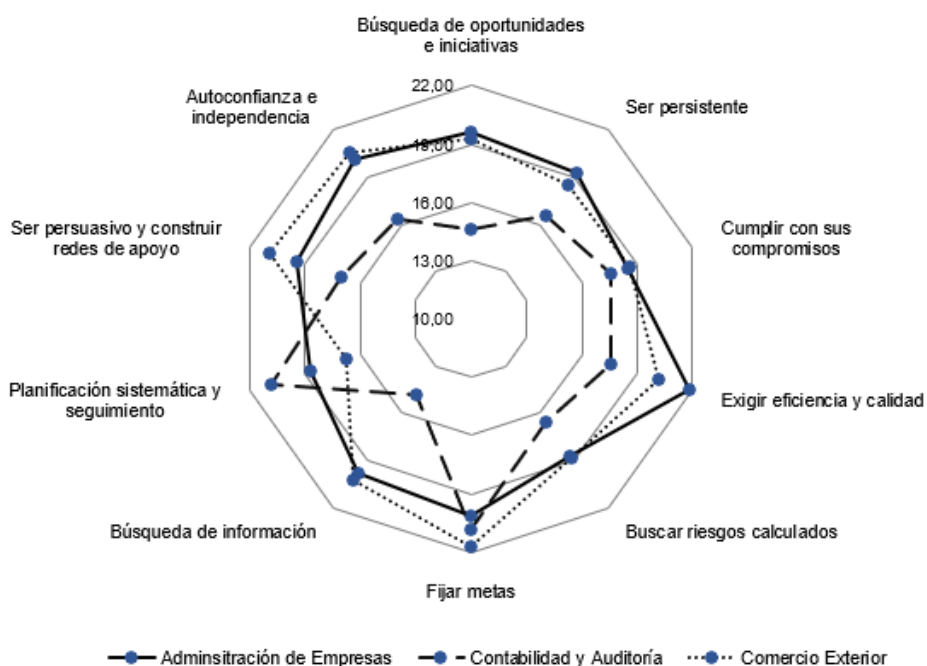 Búsqueda de oportunidades
e iniciativas
22,00
Autoconfianza e
independencia
Ser persistente
19,00
16,00
Ser persuasivo y construir
redes de apoyo
Cumplir con sus
compromisos
13,00
10,00
Planificación sistemática y
seguimiento
Exigir eficiencia y calidad
Búsqueda de información
Buscar riesgos calculados
Fijar metas
Adminsitración de Empresas
Contabilidad y Auditoría
Comercio Exterior